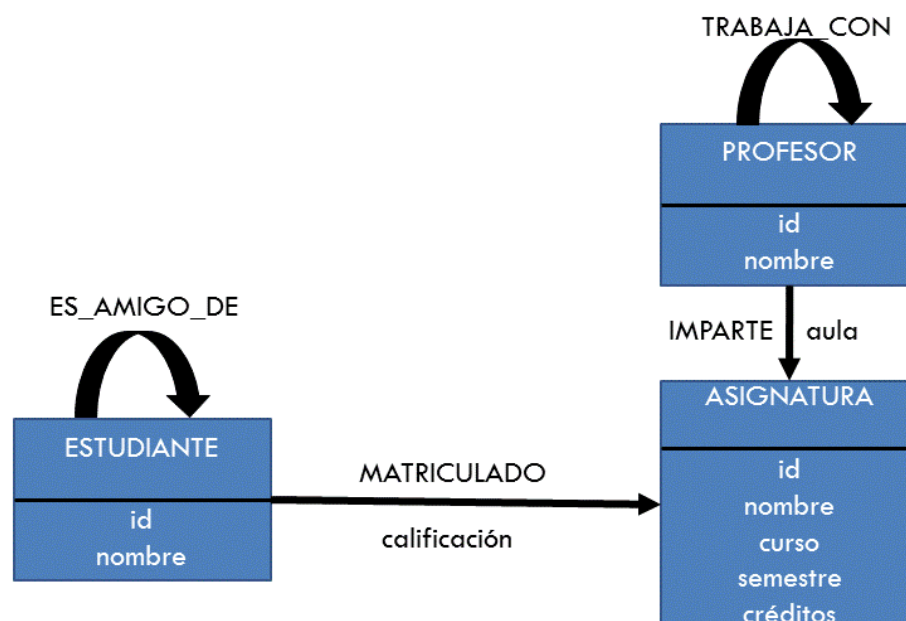 TRABAJA_CON
PROFESOR
id
nombre
ES_AMIGO_DE
IMPARTE aula
ASIGNATURA
ESTUDIANTE
MATRICULADO
id
nombre
calificación
id
nombre
curso
semestre
créditos